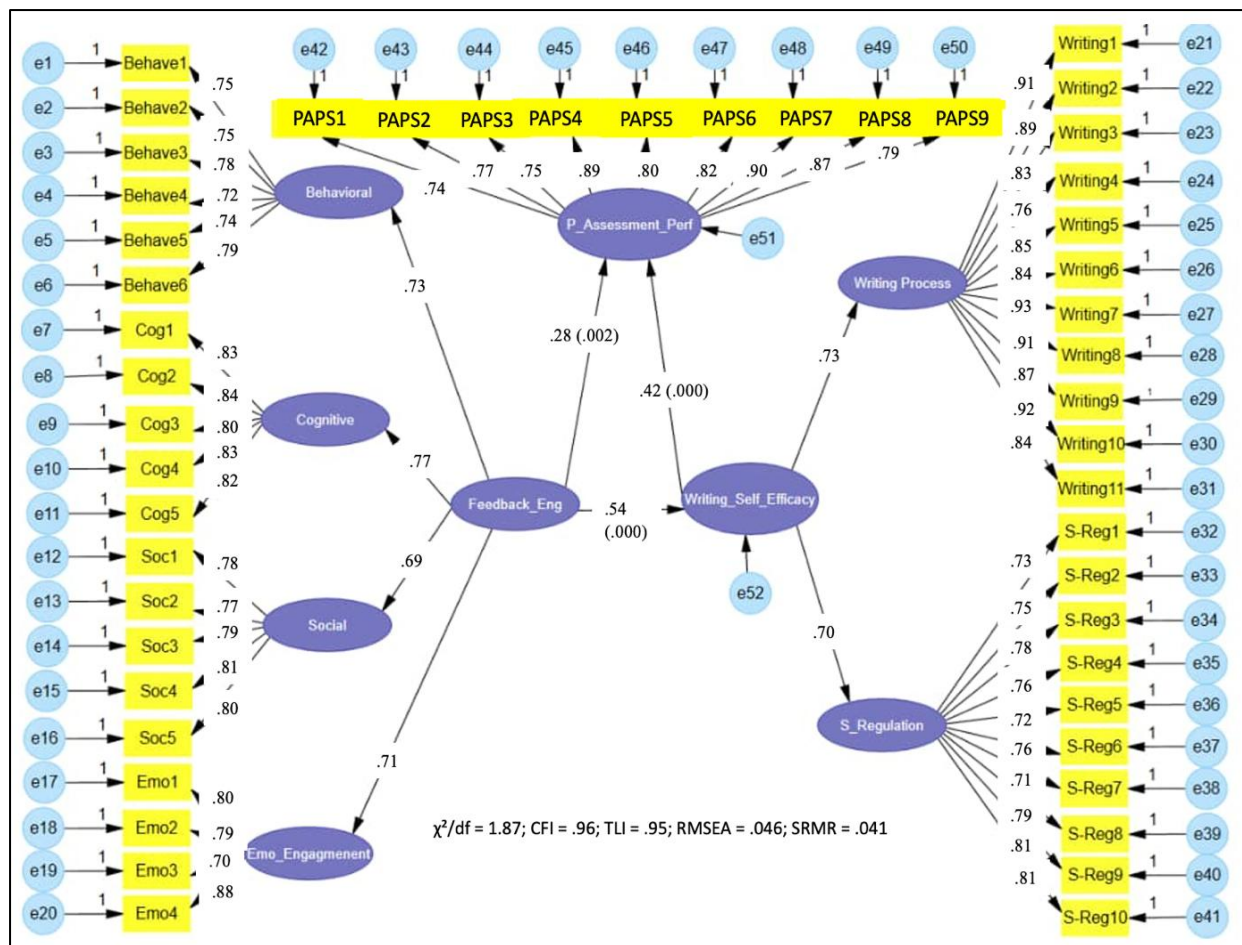 e42 e43 e44 e45 e46 e47 e48 e49 e50
1 1 1 1 1 1 1 1 1
PAPS1 PAPS2 PAPS3 PAPS4 PAPS5 PAPS6 PAPS7 PAPS8 PAPS9
.74 .77 .75 .89 .80 .82 .90 .87 .79
e1 1 Behave1 .75
e2 1 Behave2 .75
e3 1 Behave3 .78
e4 1 Behave4 .72
e5 1 Behave5 .74
e6 1 Behave6 .79
e7 1 Cog1 .83
e8 1 Cog2 .84
e9 1 Cog3 .80
e10 1 Cog4 .83
e11 1 Cog5 .82
e12 1 Soc1 .78
e13 1 Soc2 .77
e14 1 Soc3 .79
e15 1 Soc4 .81
e16 1 Soc5 .80
e17 1 Emo1 .80
e18 1 Emo2 .79
e19 1 Emo3 .70
e20 1 Emo4 .88
Behavioral
P_Assessment_Perf
e51
.73
.28 (.002)
.42 (.000)
Cognitive
.77
Feedback_Eng
.54
(.000)
Writing_Self_Efficacy
e52
.69
Social
.71
Emo_Engagmenent
.73
Writing Process
.70
S_Regulation
χ²/df = 1.87; CFI = .96; TLI = .95; RMSEA = .046; SRMR = .041
.91 Writing1 1 e21
.89 Writing2 1 e22
.83 Writing3 1 e23
.76 Writing4 1 e24
.85 Writing5 1 e25
.84 Writing6 1 e26
.93 Writing7 1 e27
.91 Writing8 1 e28
.87 Writing9 1 e29
.92 Writing10 1 e30
.84 Writing11 1 e31
.73 S-Reg1 1 e32
.75 S-Reg2 1 e33
.78 S-Reg3 1 e34
.76 S-Reg4 1 e35
.72 S-Reg5 1 e36
.76 S-Reg6 1 e37
.71 S-Reg7 1 e38
.79 S-Reg8 1 e39
.81 S-Reg9 1 e40
.81 S-Reg10 1 e41